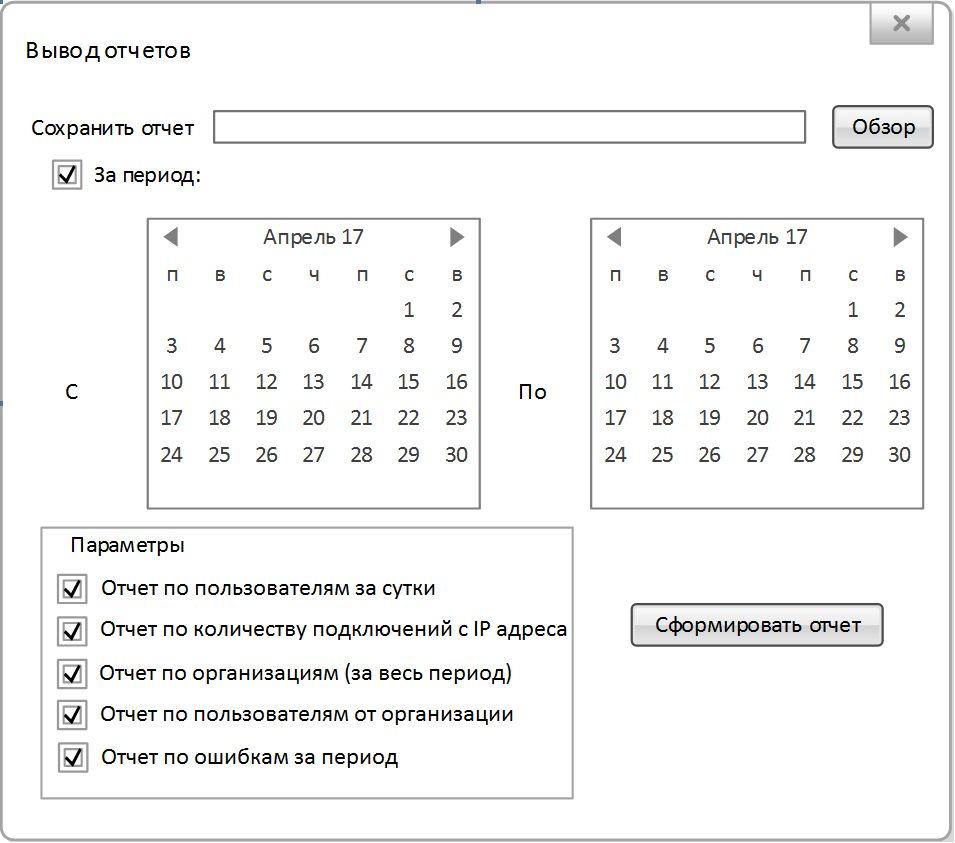 Вывод отчетов
Сохранить отчет Обзор
За период:
Апрель 17 Апрель 17
п в с ч п с в п в с ч п с в
1 2 1 2
3 4 5 6 7 8 9 3 4 5 6 7 8 9
10 11 12 13 14 15 16 10 11 12 13 14 15 16
С По
17 18 19 20 21 22 23 17 18 19 20 21 22 23
24 25 26 27 28 29 30 24 25 26 27 28 29 30
Параметры
Отчет по пользователям за сутки
Отчет по количеству подключений с IP адреса
Сформировать отчет
Отчет по организациям (за весь период)
Отчет по пользователям от организации
Отчет по ошибкам за период